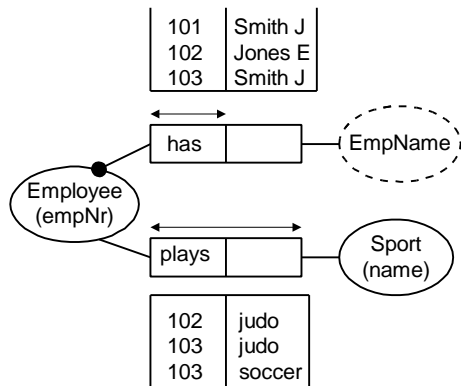 101 Smith J
102 Jones E
103 Smith J
has
EmpName
Employee
(empNr)
plays
Sport
(name)
102 judo
103 judo
103 soccer